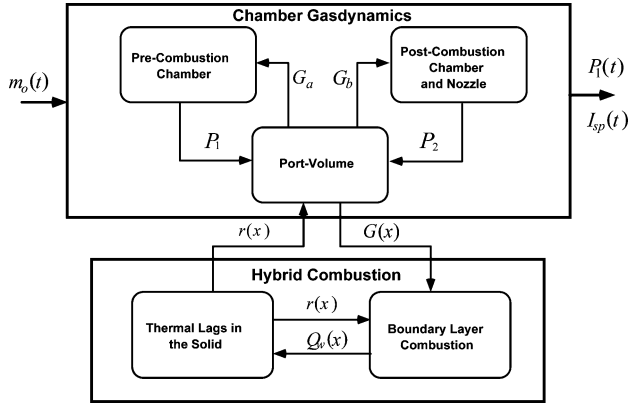 Chamber Gasdynamics
Pre-Combustion
Chamber
Post-Combustion
Chamber
and Nozzle
G_a
G_b
m_o(t)
P_1(t)
I_sp(t)
P_1
P_2
Port-Volume
r(x)
G(x)
Hybrid Combustion
Thermal Lags in
the Solid
r(x)
Q_w(x)
Boundary Layer
Combustion